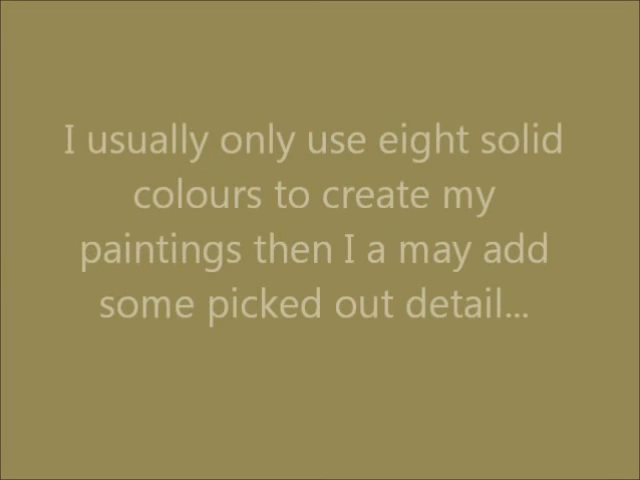 I usually only use eight solid
colours to create my
paintings then I a may add
some picked out detail...